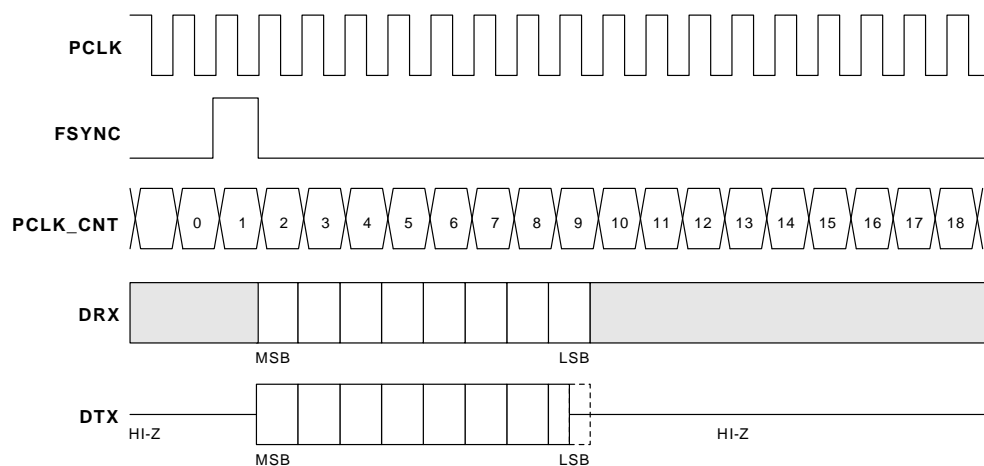 PCLK
FSYNC
PCLK_CNT 0 1 2 3 4 5 6 7 8 9 10 11 12 13 14 15 16 17 18
DRX
MSB LSB
DTX
HI-Z HI-Z
MSB LSB